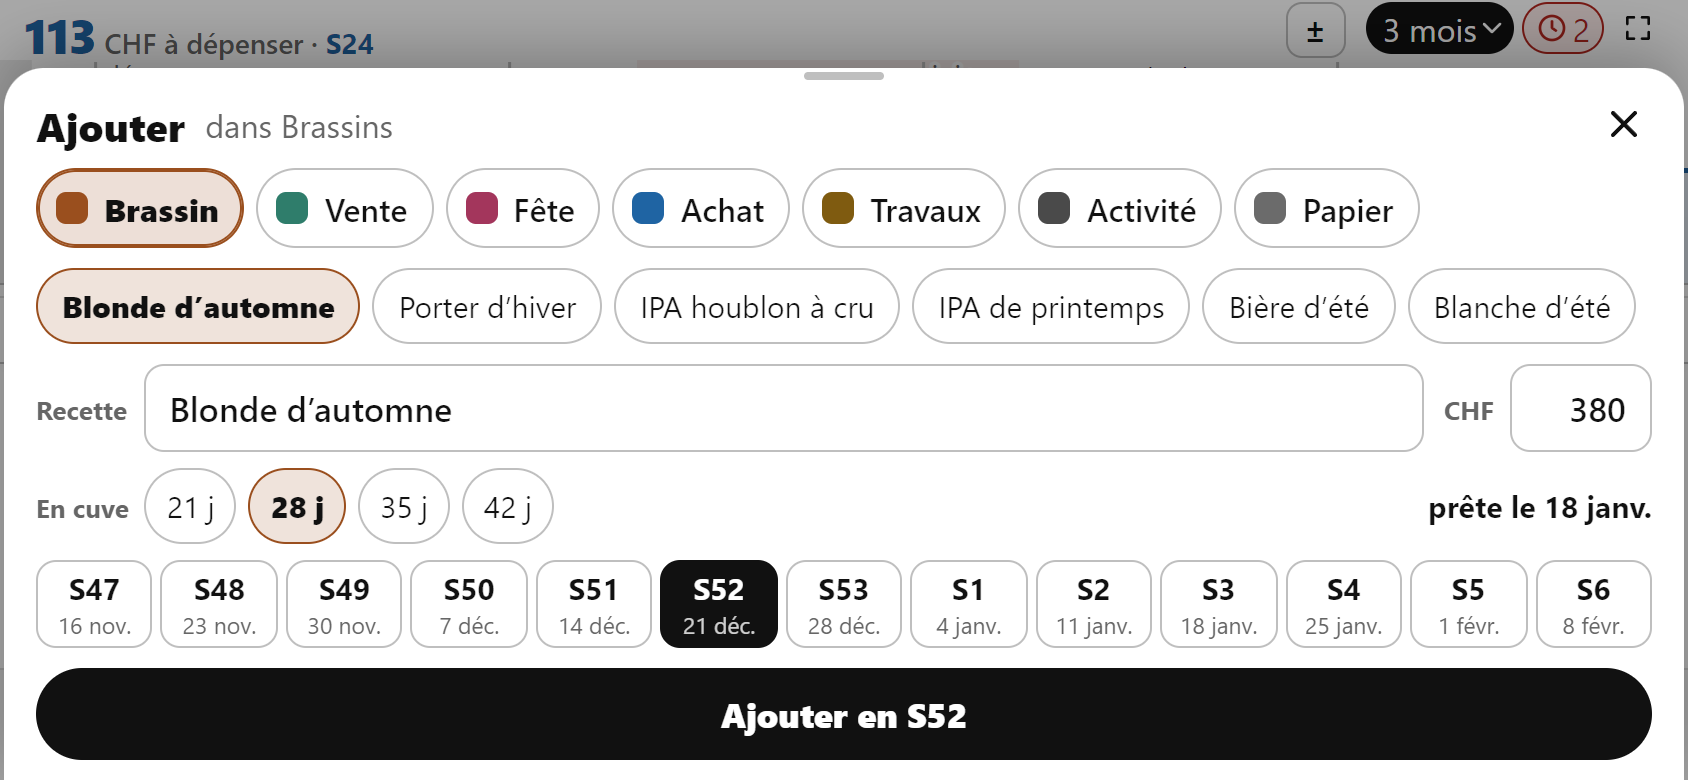 113 CHF à dépenser · S24
±
3 mois
2
Ajouter dans Brassins
Brassin Vente Fête Achat Travaux Activité Papier
Blonde d’automne Porter d’hiver IPA houblon à cru IPA de printemps Bière d’été Blanche d’été
Recette Blonde d’automne CHF 380
En cuve 21 j 28 j 35 j 42 j prête le 18 janv.
S47 S48 S49 S50 S51 S52 S53 S1 S2 S3 S4 S5 S6
16 nov. 23 nov. 30 nov. 7 déc. 14 déc. 21 déc. 28 déc. 4 janv. 11 janv. 18 janv. 25 janv. 1 févr. 8 févr.
Ajouter en S52